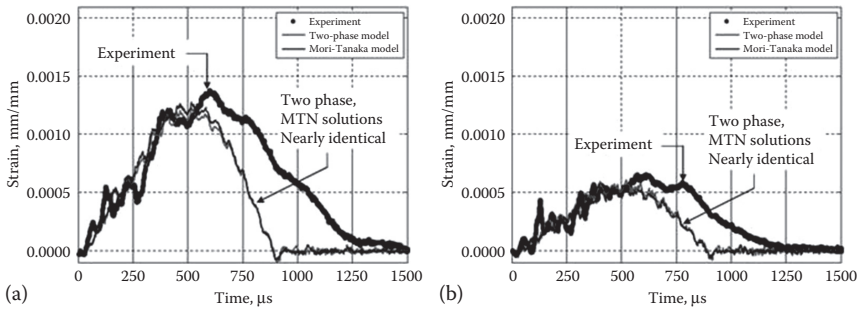 0.0020
0.0015
0.0010
0.0005
0.0000
Strain, mm/mm
Experiment
Two-phase model
Mori-Tanaka model
Experiment
Two phase,
MTN solutions
Nearly identical
0 250 500 750 1000 1250 1500
Time, µs
(a)
0.0020
0.0015
0.0010
0.0005
0.0000
Strain, mm/mm
Experiment
Two-phase model
Mori-Tanaka model
Two phase,
MTN solutions
Nearly identical
Experiment
0 250 500 750 1000 1250 1500
Time, µs
(b)